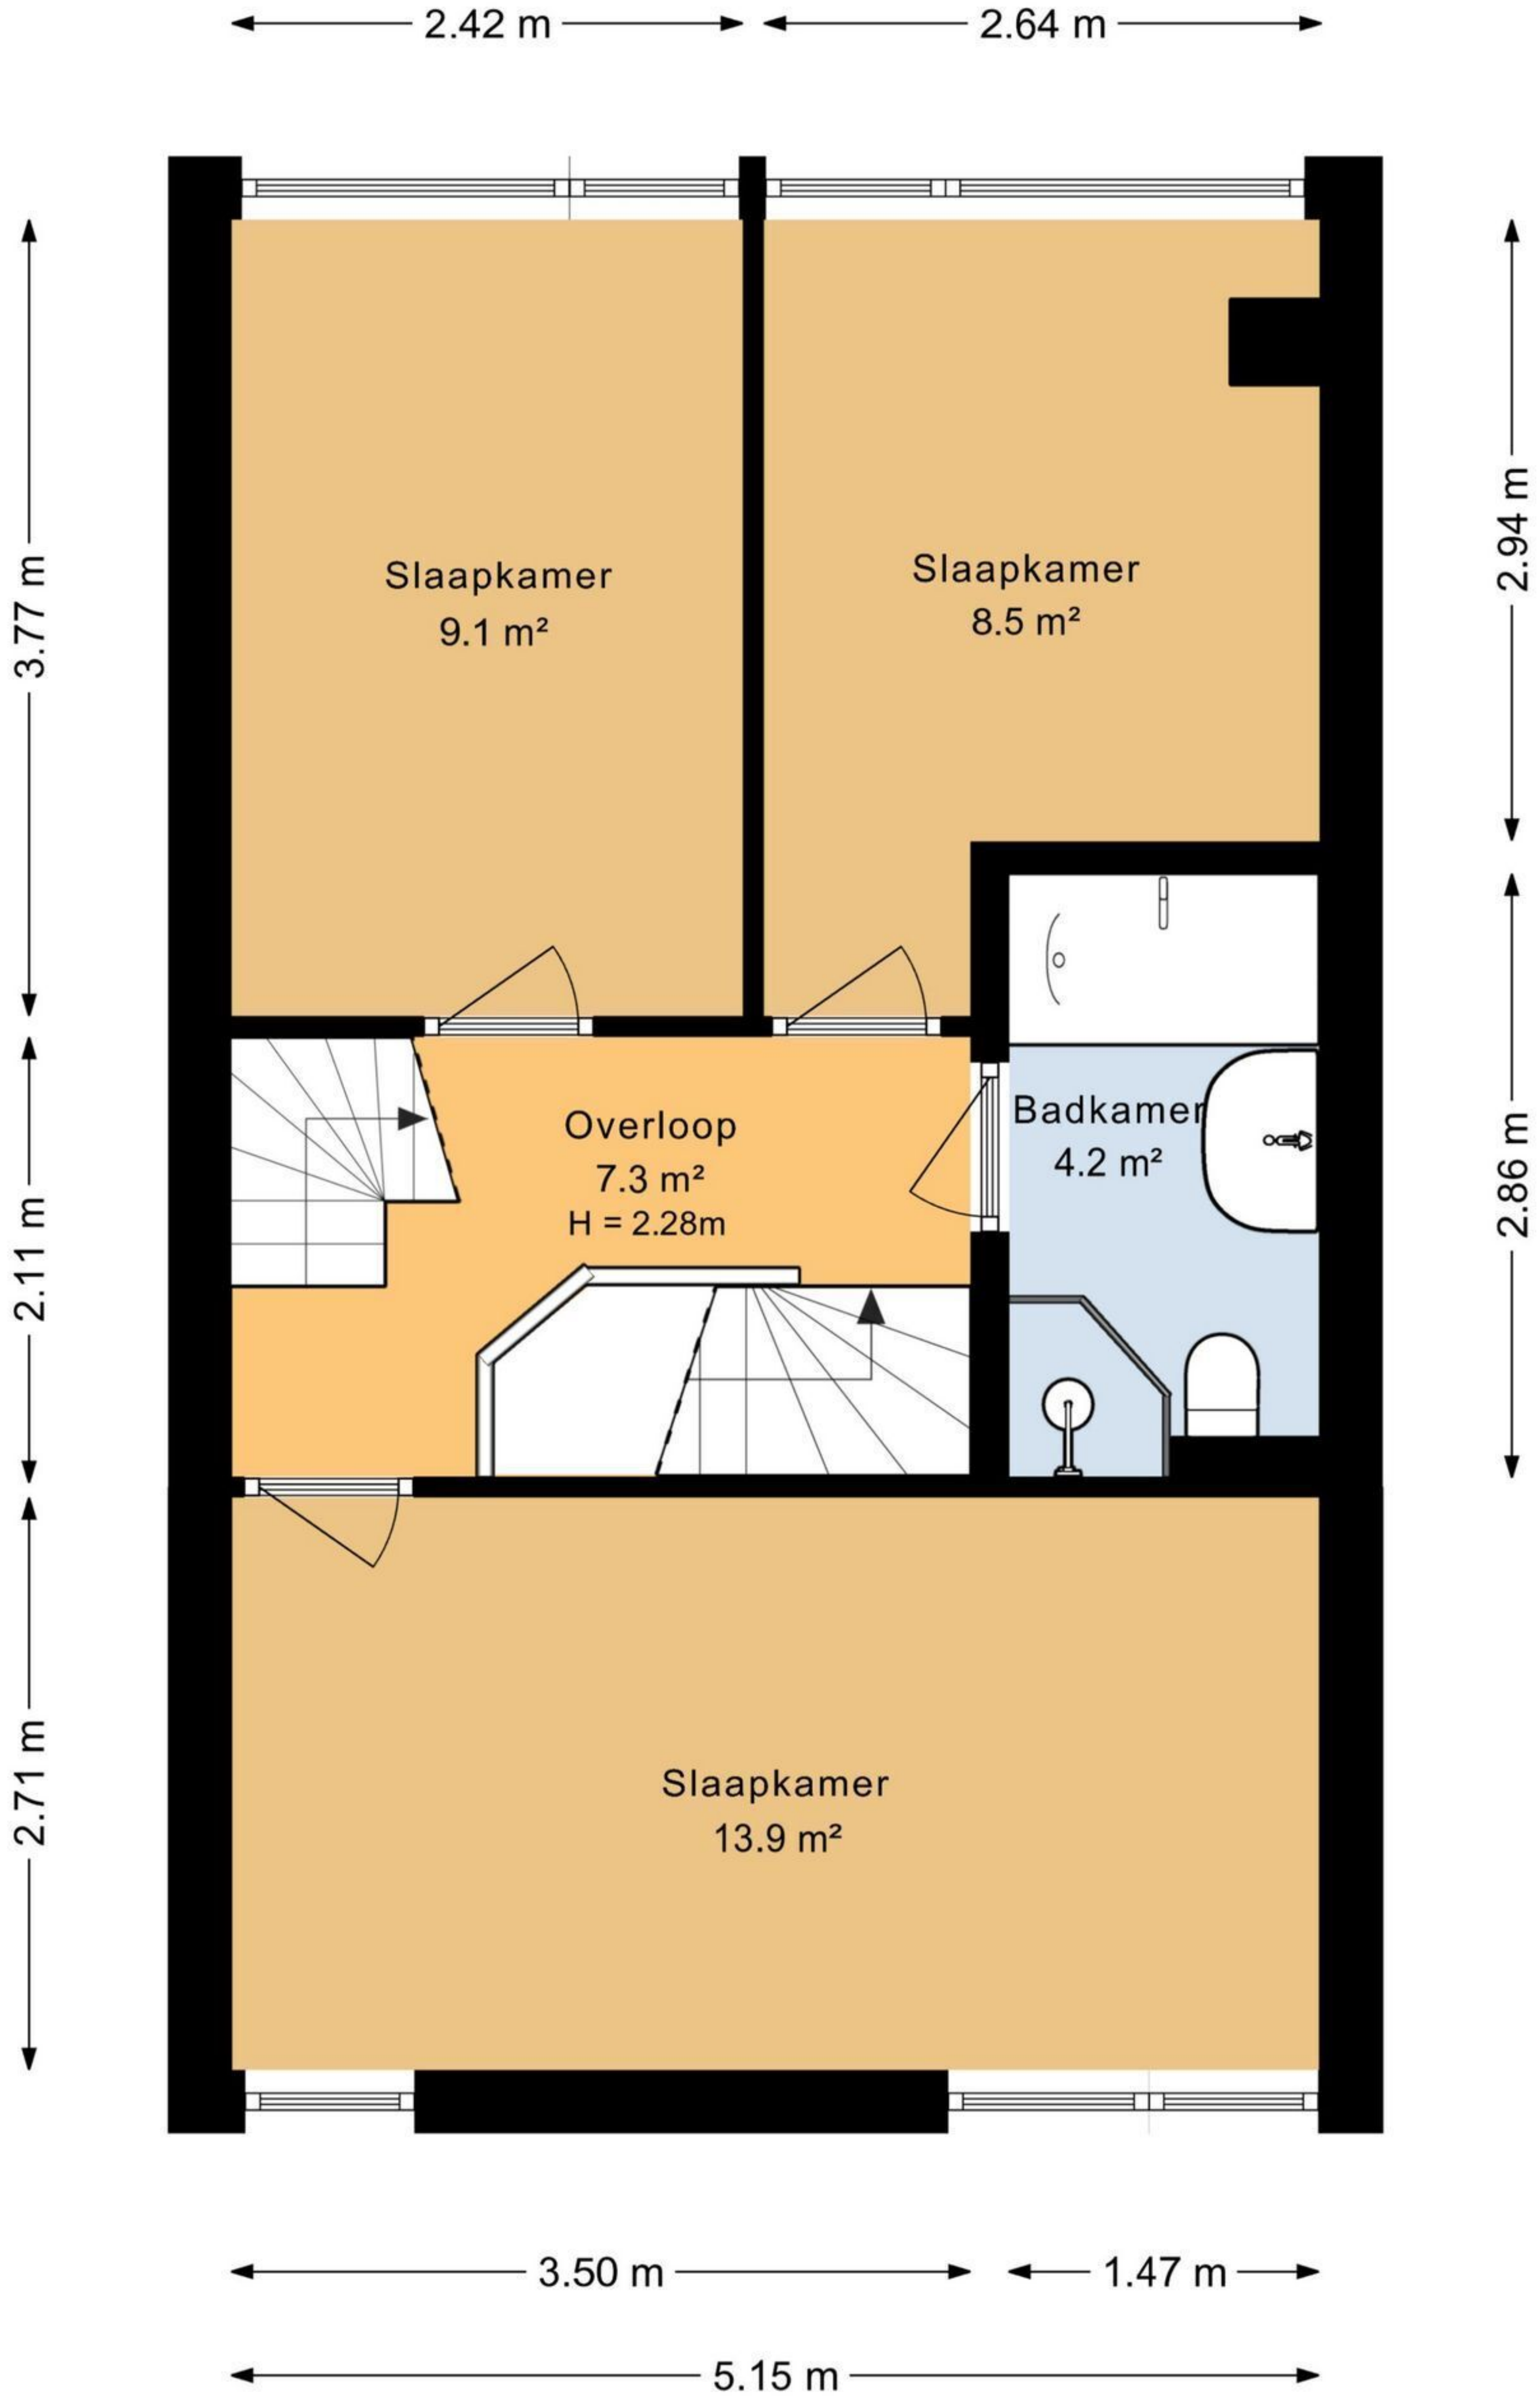 2.42 m
2.64 m
3.77 m
2.94 m
Slaapkamer
9.1 m²
Slaapkamer
8.5 m²
2.11 m
Overloop
7.3 m²
H = 2.28m
Badkamer
4.2 m²
2.86 m
2.71 m
Slaapkamer
13.9 m²
3.50 m
1.47 m
5.15 m